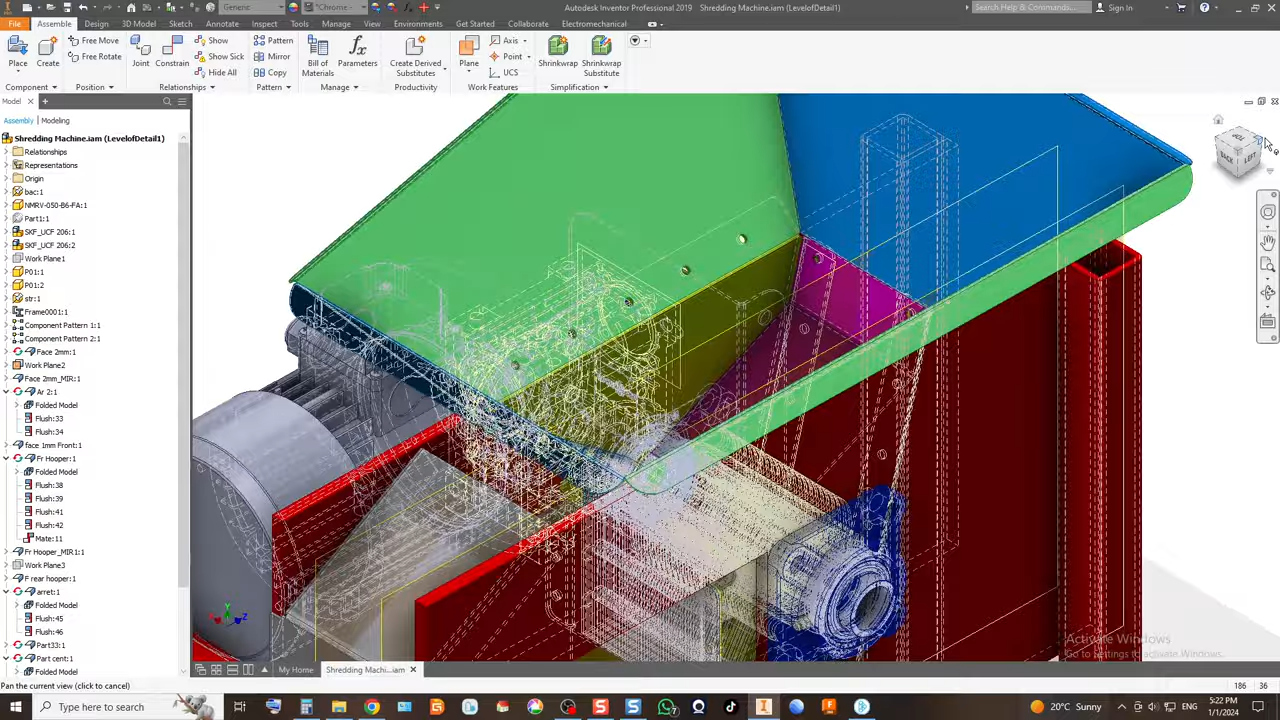 Generic
*Chrome
Autodesk Inventor Professional 2019 Shredding Machine.iam (LevelofDetail1)
Search Help & Commands...
Sign In
File Assemble Design 3D Model Sketch Annotate Inspect Tools Manage View Environments Get Started Collaborate Electromechanical
Place
Create
Free Move
Free Rotate
Joint
Constrain
Show
Show Sick
Hide All
Pattern
Mirror
Copy
Bill of
Materials
Parameters
Create Derived
Substitutes
Plane
Axis
Point
UCS
Shrinkwrap
Shrinkwrap
Substitute
Component Position Relationships Pattern Manage Productivity Work Features Simplification
Model
Assembly Modeling
Shredding Machine.iam (LevelofDetail1)
Relationships
Representations
Origin
bac:1
NMRV-050-B6-FA:1
Part1:1
SKF_UCF 206:1
SKF_UCF 206:2
Work Plane1
P01:1
P01:2
str:1
Frame0001:1
Component Pattern 1:1
Component Pattern 2:1
Face 2mm:1
Work Plane2
Face 2mm_MIR:1
Ar 2:1
Folded Model
Flush:33
Flush:34
face 1mm Front:1
Fr Hooper:1
Folded Model
Flush:38
Flush:39
Flush:41
Flush:42
Mate:11
Fr Hooper_MIR1:1
Work Plane3
F rear hooper:1
arret:1
Folded Model
Flush:45
Flush:46
Part33:1
Part cent:1
Folded Model
BACK LEFT
Y
Z
Activate Windows
Go to Settings to activate Windows.
My Home
Shredding Machi...iam
Pan the current view (click to cancel)
186 36
Type here to search
20°C Sunny
5:22 PM
1/1/2024